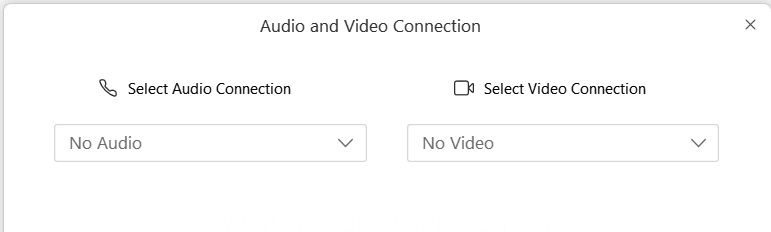 Audio and Video Connection
Select Audio Connection
Select Video Connection
No Audio
No Video